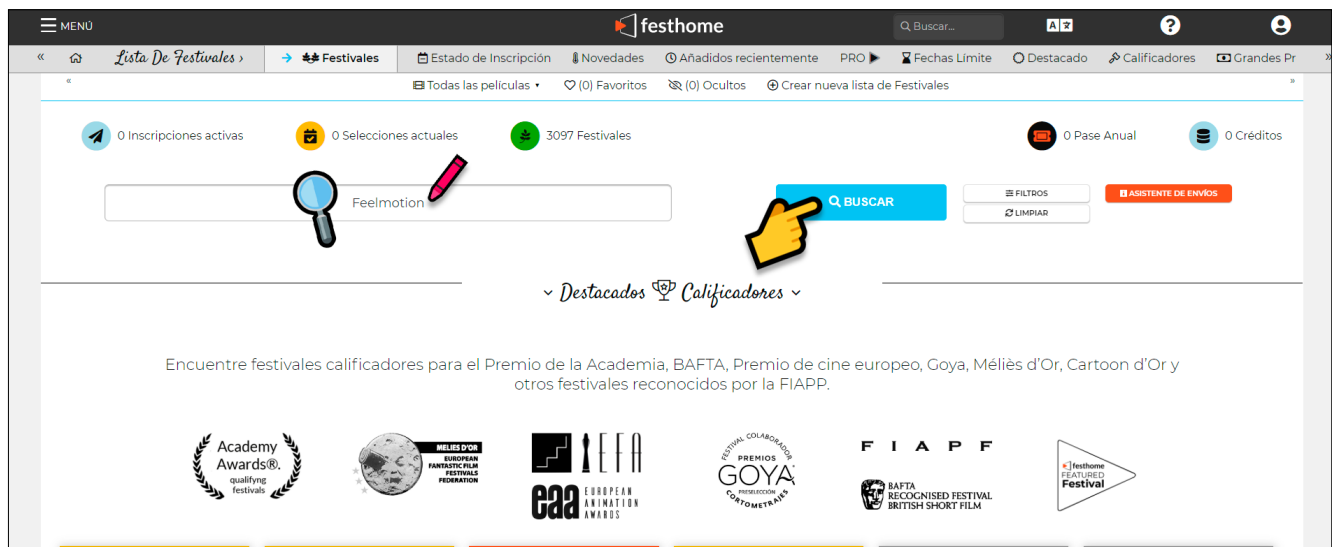 MENÚ
festhome
Buscar...
A
?
«
Lista De Festivales ›
→ Festivales
Estado de Inscripción
Novedades
Añadidos recientemente
PRO
Fechas Límite
Destacado
Calificadores
Grandes Pr
»
«
Todas las películas
(0) Favoritos
(0) Ocultos
Crear nueva lista de Festivales
»
0 Inscripciones activas
0 Selecciones actuales
3097 Festivales
0 Pase Anual
0 Créditos
Feelmotion
BUSCAR
FILTROS
LIMPIAR
ASISTENTE DE ENVÍOS
Destacados Calificadores
Encuentre festivales calificadores para el Premio de la Academia, BAFTA, Premio de cine europeo, Goya, Méliès d'Or, Cartoon d'Or y
otros festivales reconocidos por la FIAPP.
Academy
Awards®.
qualifyng
festivals
MELIES D'OR
EUROPEAN
FANTASTIC FILM
FESTIVALS
FEDERATION
EFA
eaa
EUROPEAN
ANIMATION
AWARDS
FESTIVAL COLABORADOR
PREMIOS
GOYA
PRESELECCIÓN
CORTOMETRAJES
FIAPF
BAFTA
RECOGNISED FESTIVAL
BRITISH SHORT FILM
festhome
FEATURED
Festival